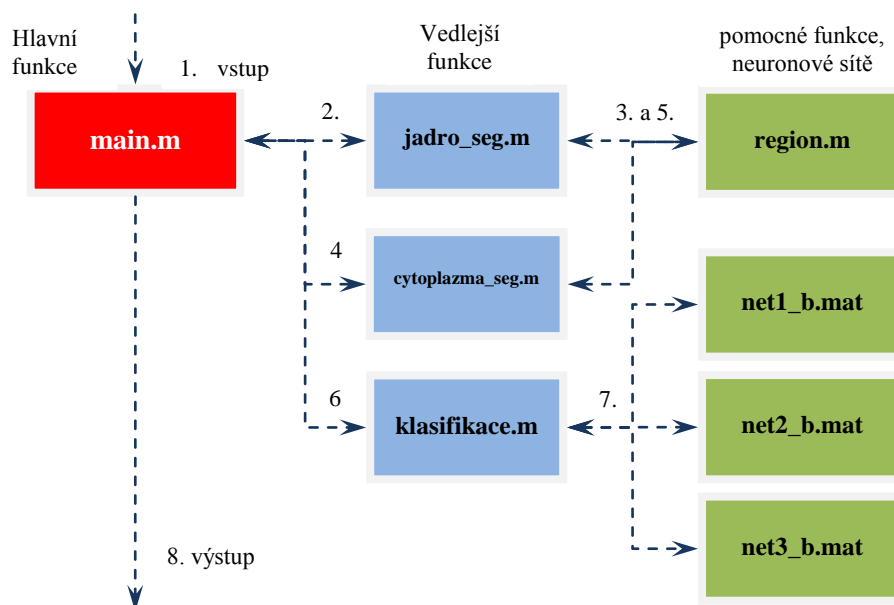 Hlavní
funkce
Vedlejší
funkce
pomocné funkce,
neuronové sítě
1. vstup
main.m
2.
jadro_seg.m
3. a 5.
region.m
4
cytoplazma_seg.m
net1_b.mat
6
klasifikace.m
7.
net2_b.mat
net3_b.mat
8. výstup